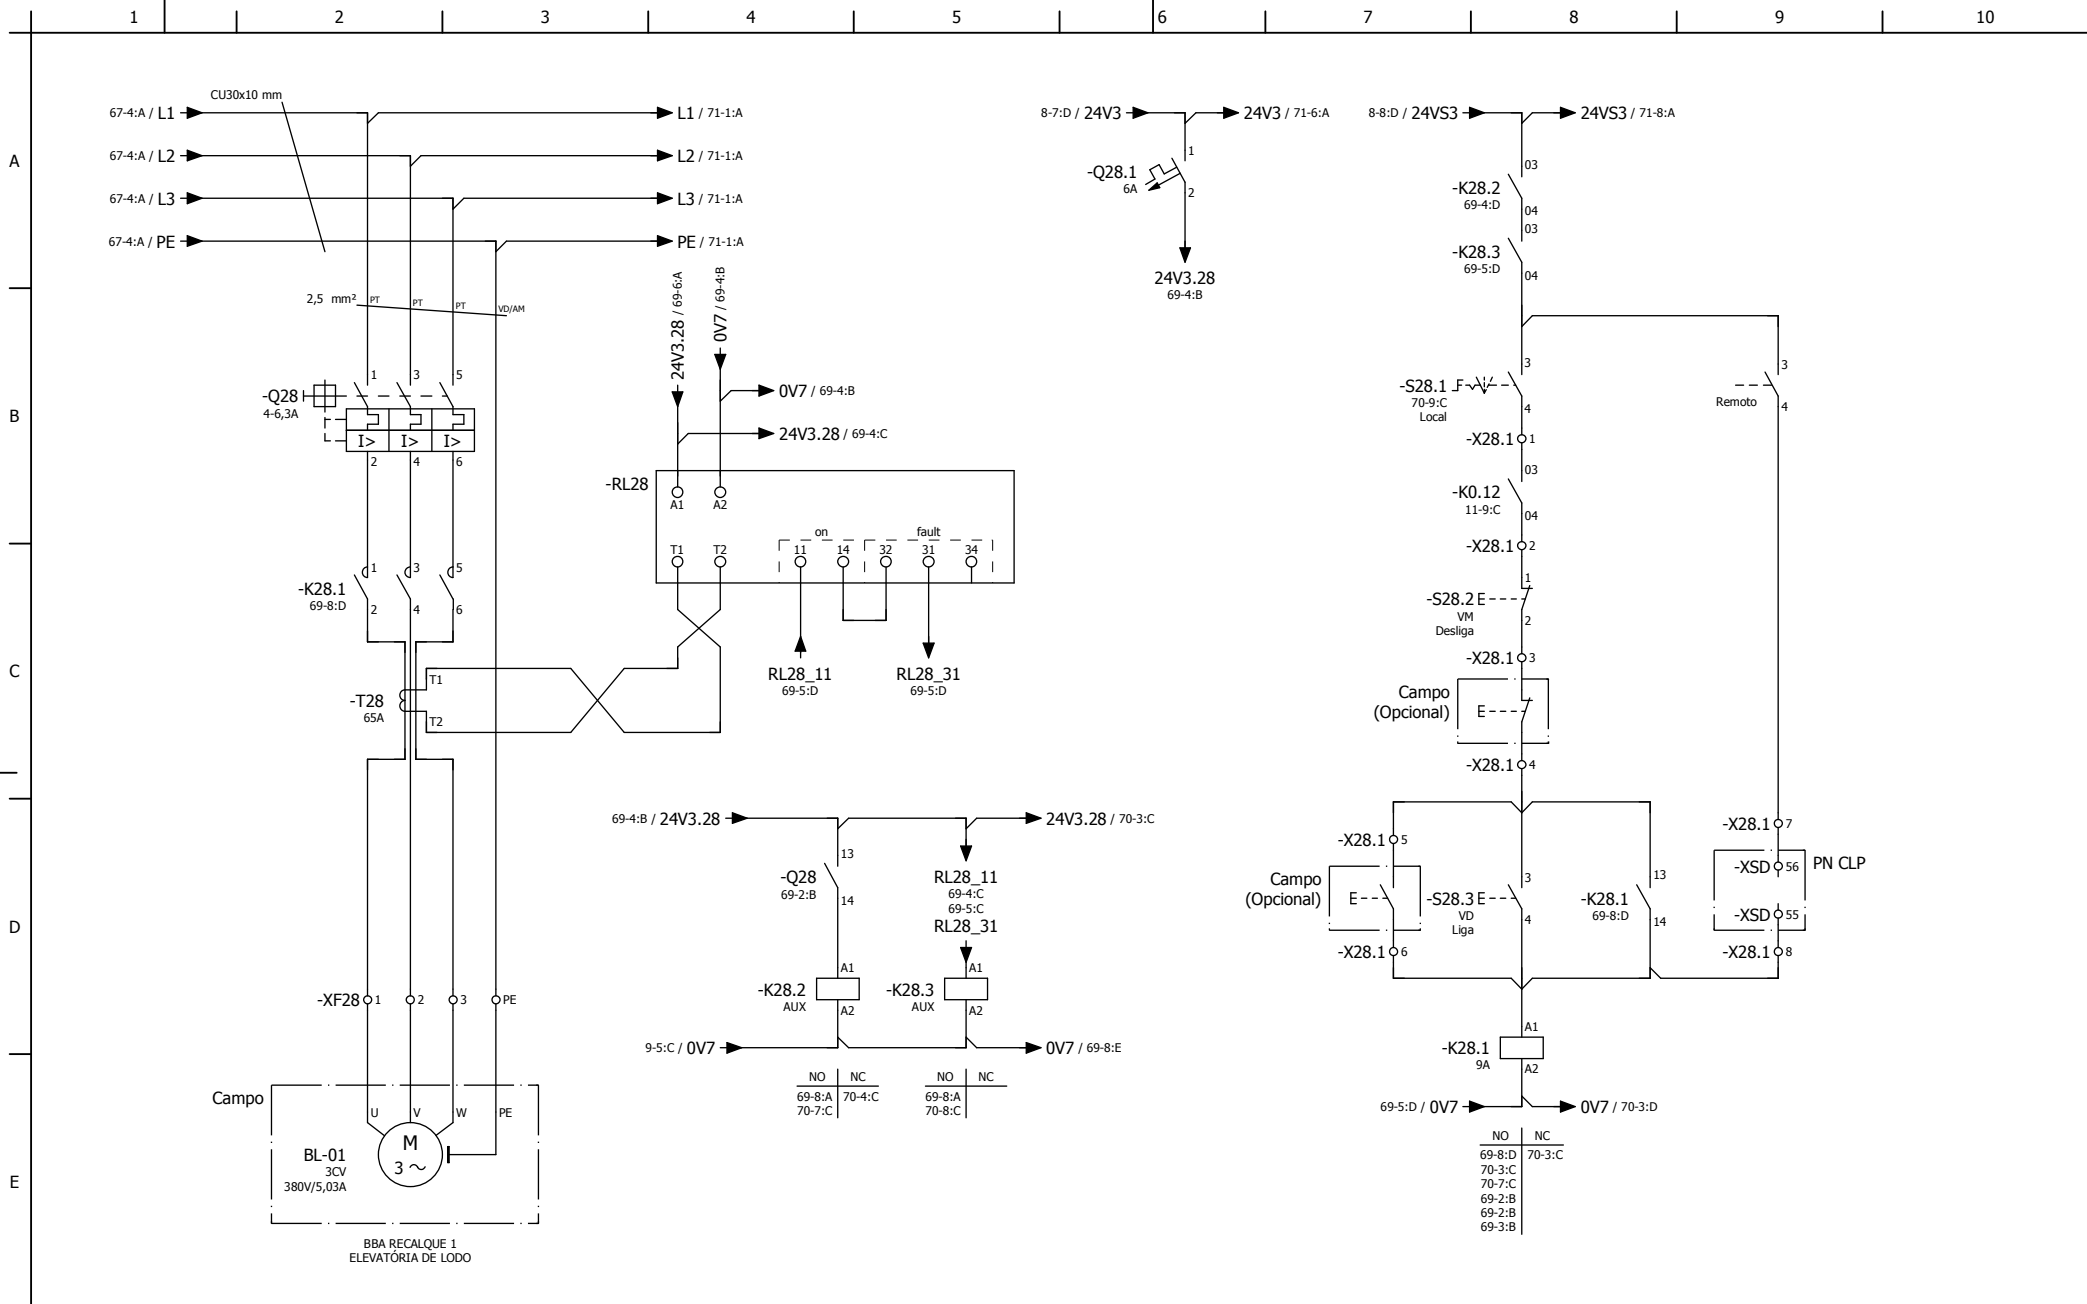 1 2 3 4 5 6 7 8 9 10
A
B
C
D
E
CU30x10 mm
67-4:A / L1
L1 / 71-1:A
67-4:A / L2
L2 / 71-1:A
67-4:A / L3
L3 / 71-1:A
67-4:A / PE
PE / 71-1:A
2,5 mm²
PT
PT
PT
VD/AM
-Q28
4-6,3A
1
3
5
I>
I>
I>
2
4
6
-K28.1
69-8:D
1
3
5
2
4
6
-T28
65A
T1
T2
-XF28
1
2
3
PE
Campo
U
V
W
PE
M
3 ~
BL-01
3CV
380V/5,03A
BBA RECALQUE 1
ELEVATÓRIA DE LODO
24V3.28 / 69-6:A
0V7 / 69-4:B
0V7 / 69-4:B
24V3.28 / 69-4:C
-RL28
A1
A2
on
fault
T1
T2
11
14
32
31
34
RL28_11
69-5:D
RL28_31
69-5:D
69-4:B / 24V3.28
24V3.28 / 70-3:C
-Q28
69-2:B
13
14
RL28_11
69-4:C
69-5:C
RL28_31
-K28.2
AUX
A1
A2
-K28.3
AUX
A1
A2
9-5:C / 0V7
0V7 / 69-8:E
NO NC
69-8:A 70-4:C
70-7:C
NO NC
69-8:A
70-8:C
8-7:D / 24V3
24V3 / 71-6:A
-Q28.1
6A
1
2
24V3.28
69-4:B
8-8:D / 24VS3
24VS3 / 71-8:A
-K28.2
69-4:D
03
04
-K28.3
69-5:D
03
04
-S28.1
70-9:C
Local
F
3
4
Remoto
3
4
-X28.1 1
-K0.12
11-9:C
03
04
-X28.1 2
-S28.2 E
VM
Desliga
1
2
-X28.1 3
Campo
(Opcional)
E
-X28.1 4
-X28.1 5
Campo
(Opcional)
E
-X28.1 6
-S28.3 E
VD
Liga
3
4
-K28.1
69-8:D
13
14
-X28.1 7
-XSD 56
PN CLP
-XSD 55
-X28.1 8
-K28.1
9A
A1
A2
69-5:D / 0V7
0V7 / 70-3:D
NO NC
69-8:D 70-3:C
70-3:C
70-7:C
69-2:B
69-2:B
69-3:B